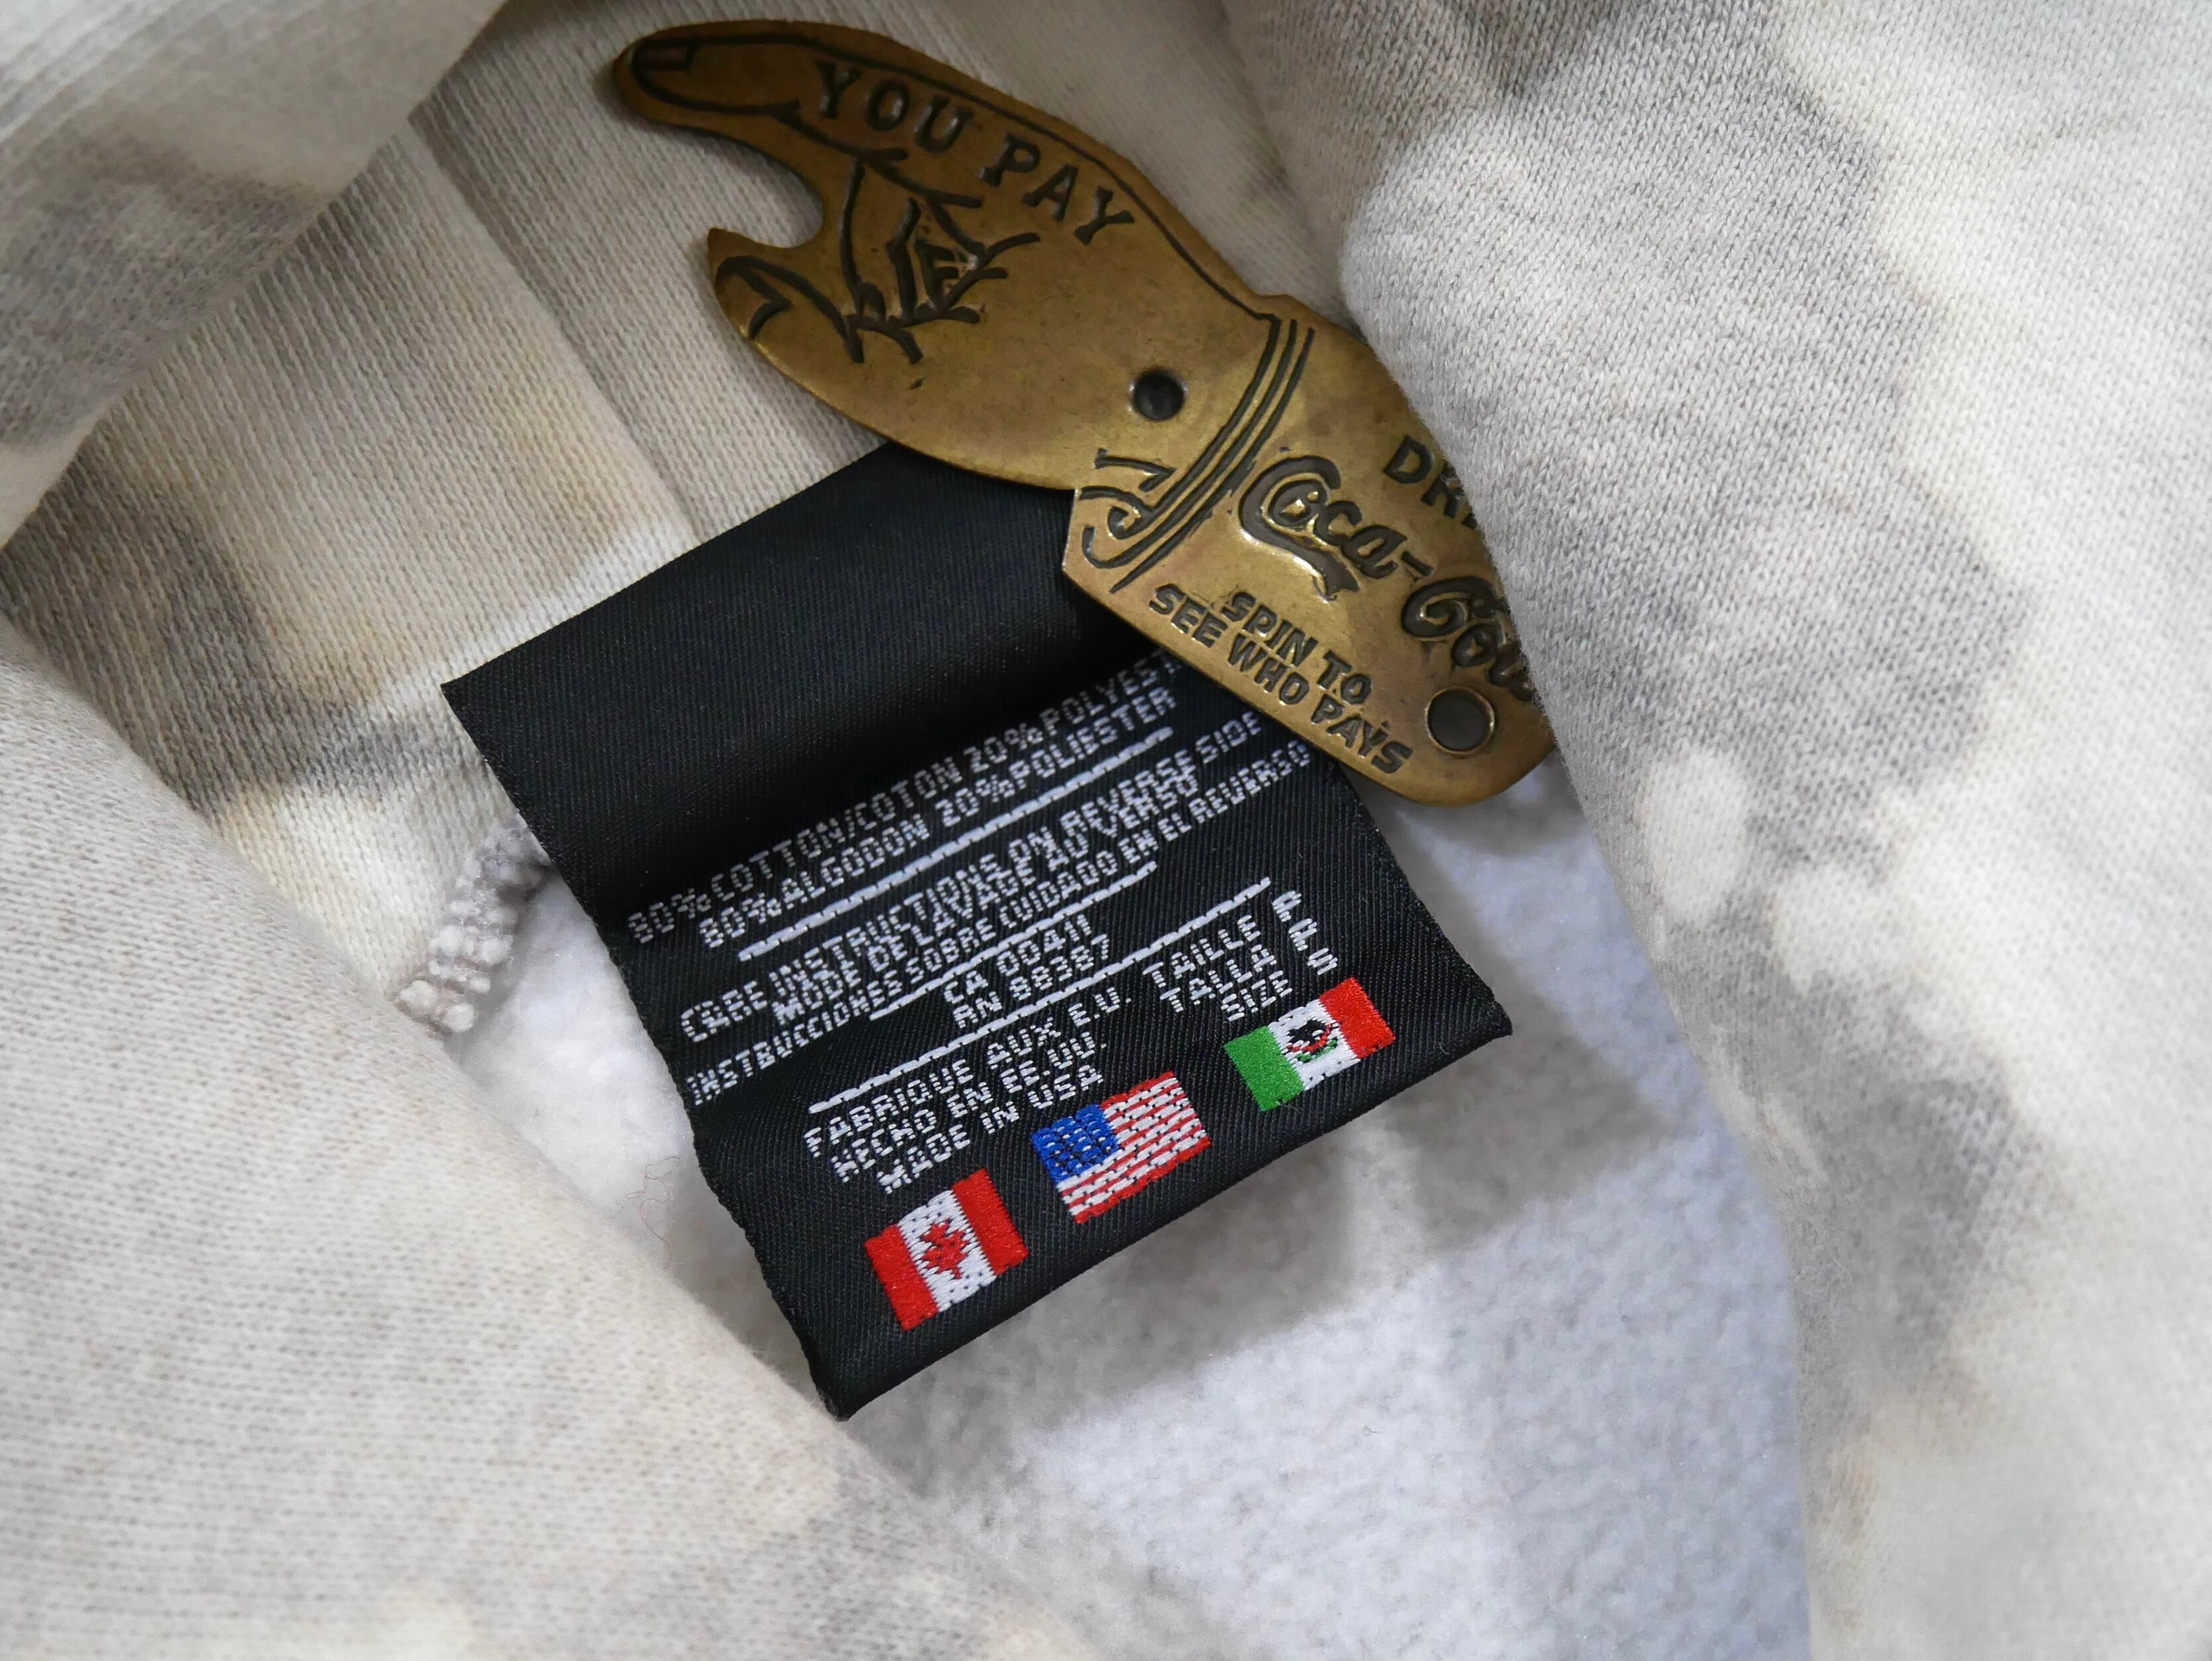 YOU PAY
DR
Coca-Cola
SPIN TO
SEE WHO PAYS
80% COTTON/COTON 20% POLYEST
80% ALGODON 20% POLIESTER
CARE INSTRUCTIONS ON REVERSE SIDE
MODE DE LAVAGE AU VERSO
INSTRUCCIONES SOBRE CUIDADO EN EL REVERSO
CA 00411
RN 88387
FABRIQUE AUX E.U. TAILLE P
HECHO EN EE.UU. TALLA P
MADE IN USA SIZE S